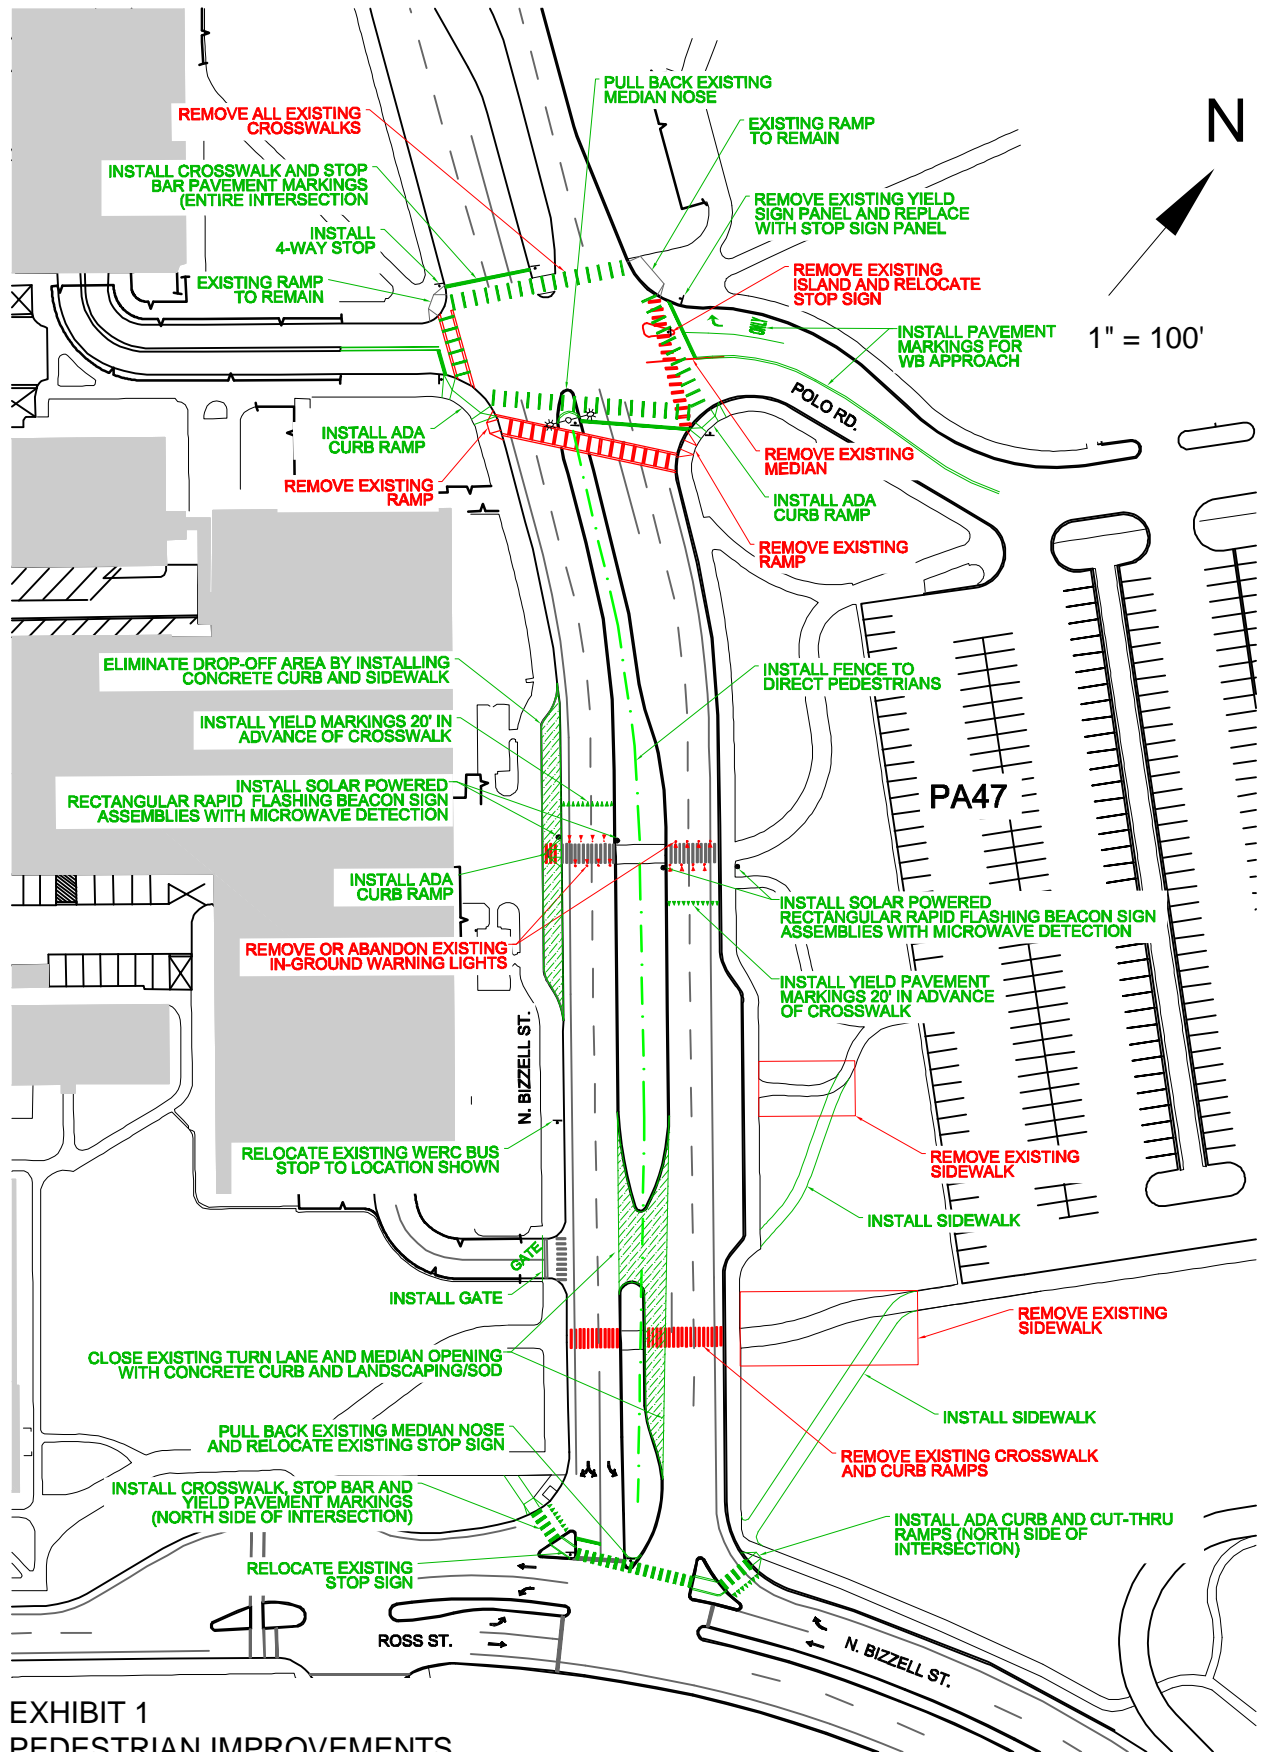 PULL BACK EXISTING
MEDIAN NOSE
REMOVE ALL EXISTING
CROSSWALKS
EXISTING RAMP
TO REMAIN
N
INSTALL CROSSWALK AND STOP
BAR PAVEMENT MARKINGS
(ENTIRE INTERSECTION
REMOVE EXISTING YIELD
SIGN PANEL AND REPLACE
WITH STOP SIGN PANEL
INSTALL
4-WAY STOP
EXISTING RAMP
TO REMAIN
REMOVE EXISTING
ISLAND AND RELOCATE
STOP SIGN
INSTALL PAVEMENT
MARKINGS FOR
WB APPROACH
1" = 100'
POLO RD.
INSTALL ADA
CURB RAMP
REMOVE EXISTING
RAMP
REMOVE EXISTING
MEDIAN
INSTALL ADA
CURB RAMP
REMOVE EXISTING
RAMP
ELIMINATE DROP-OFF AREA BY INSTALLING
CONCRETE CURB AND SIDEWALK
INSTALL FENCE TO
DIRECT PEDESTRIANS
INSTALL YIELD MARKINGS 20' IN
ADVANCE OF CROSSWALK
INSTALL SOLAR POWERED
RECTANGULAR RAPID FLASHING BEACON SIGN
ASSEMBLIES WITH MICROWAVE DETECTION
PA47
INSTALL ADA
CURB RAMP
INSTALL SOLAR POWERED
RECTANGULAR RAPID FLASHING BEACON SIGN
ASSEMBLIES WITH MICROWAVE DETECTION
REMOVE OR ABANDON EXISTING
IN-GROUND WARNING LIGHTS
INSTALL YIELD PAVEMENT
MARKINGS 20' IN ADVANCE
OF CROSSWALK
N. BIZZELL ST.
RELOCATE EXISTING WERC BUS
STOP TO LOCATION SHOWN
REMOVE EXISTING
SIDEWALK
INSTALL SIDEWALK
GATE
INSTALL GATE
REMOVE EXISTING
SIDEWALK
CLOSE EXISTING TURN LANE AND MEDIAN OPENING
WITH CONCRETE CURB AND LANDSCAPING/SOD
INSTALL SIDEWALK
PULL BACK EXISTING MEDIAN NOSE
AND RELOCATE EXISTING STOP SIGN
REMOVE EXISTING CROSSWALK
AND CURB RAMPS
INSTALL CROSSWALK, STOP BAR AND
YIELD PAVEMENT MARKINGS
(NORTH SIDE OF INTERSECTION)
INSTALL ADA CURB AND CUT-THRU
RAMPS (NORTH SIDE OF
INTERSECTION)
RELOCATE EXISTING
STOP SIGN
ROSS ST.
N. BIZZELL ST.
EXHIBIT 1
PEDESTRIAN IMPROVEMENTS